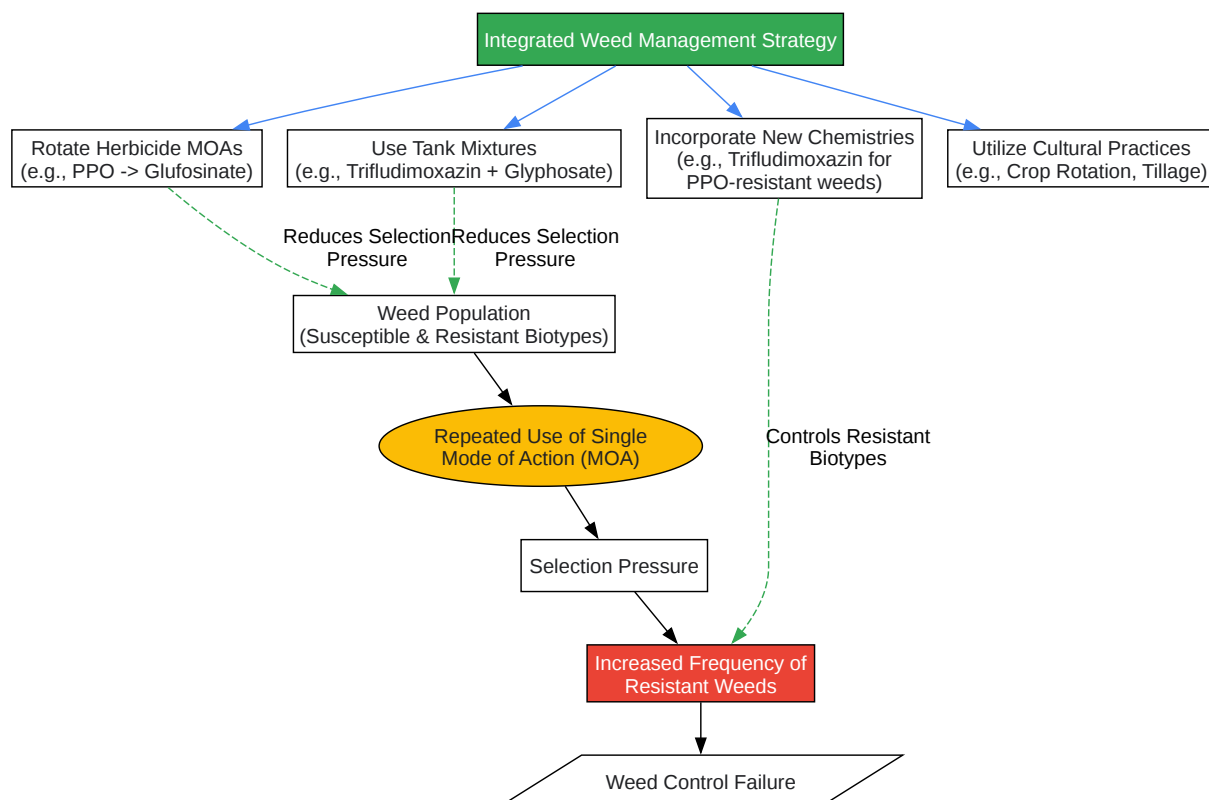 Integrated Weed Management Strategy
Rotate Herbicide MOAs
(e.g., PPO -> Glufosinate)
Use Tank Mixtures
(e.g., Trifludimoxazin + Glyphosate)
Incorporate New Chemistries
(e.g., Trifludimoxazin for
PPO-resistant weeds)
Utilize Cultural Practices
(e.g., Crop Rotation, Tillage)
Reduces Selection
Pressure
Reduces Selection
Pressure
Weed Population
(Susceptible & Resistant Biotypes)
Repeated Use of Single
Mode of Action (MOA)
Controls Resistant
Biotypes
Selection Pressure
Increased Frequency of
Resistant Weeds
Weed Control Failure